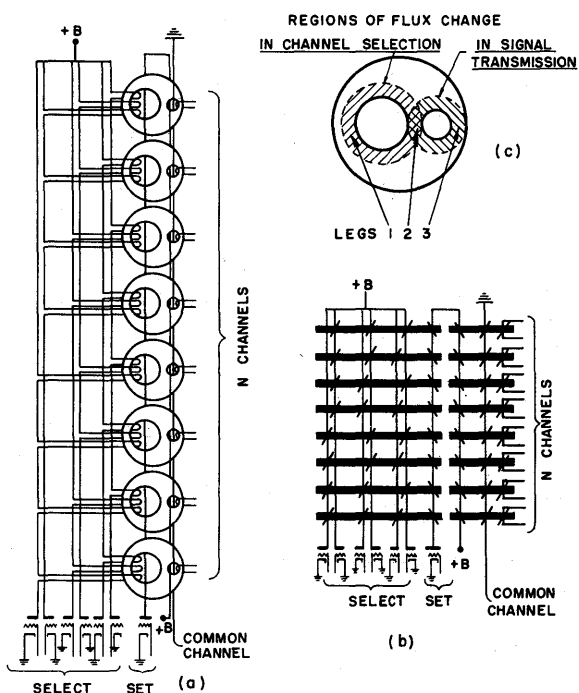 +B
N CHANNELS
+B
COMMON
CHANNEL
SELECT
SET
(a)
REGIONS OF FLUX CHANGE
IN CHANNEL SELECTION
IN SIGNAL
TRANSMISSION
(c)
LEGS 1 2 3
+B
N CHANNELS
+B
SELECT
SET
COMMON
CHANNEL
(b)